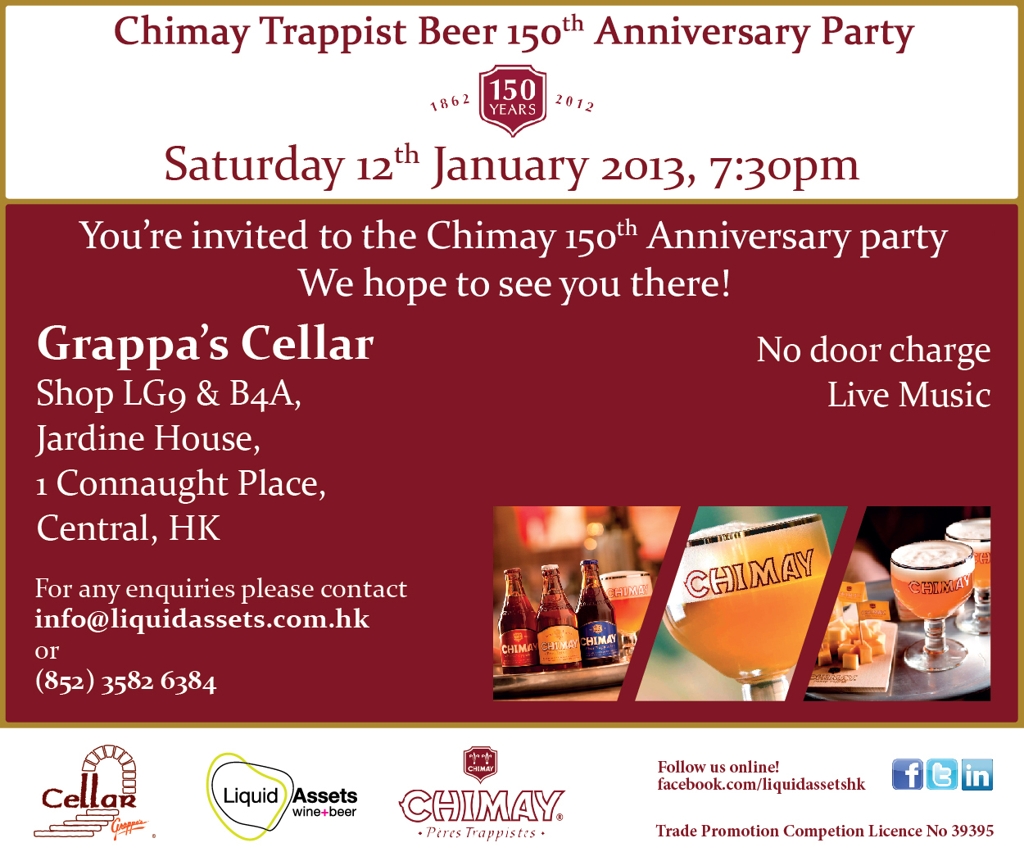 Chimay Trappist Beer 150th Anniversary Party
1862 150 YEARS 2012
Saturday 12th January 2013, 7:30pm
You're invited to the Chimay 150th Anniversary party
We hope to see you there!
Grappa's Cellar
Shop LG9 & B4A,
Jardine House,
1 Connaught Place,
Central, HK
No door charge
Live Music
For any enquiries please contact
info@liquidassets.com.hk
or
(852) 3582 6384
CHIMAY
CHIMAY
CHIMAY
CHIMAY
CHIMAY
CHIMAY
Cellar
Grappa's
Liquid Assets
wine+beer
CHIMAY
CHIMAY®
· Pères Trappistes ·
Follow us online!
facebook.com/liquidassetshk
f t in
Trade Promotion Competion Licence No 39395